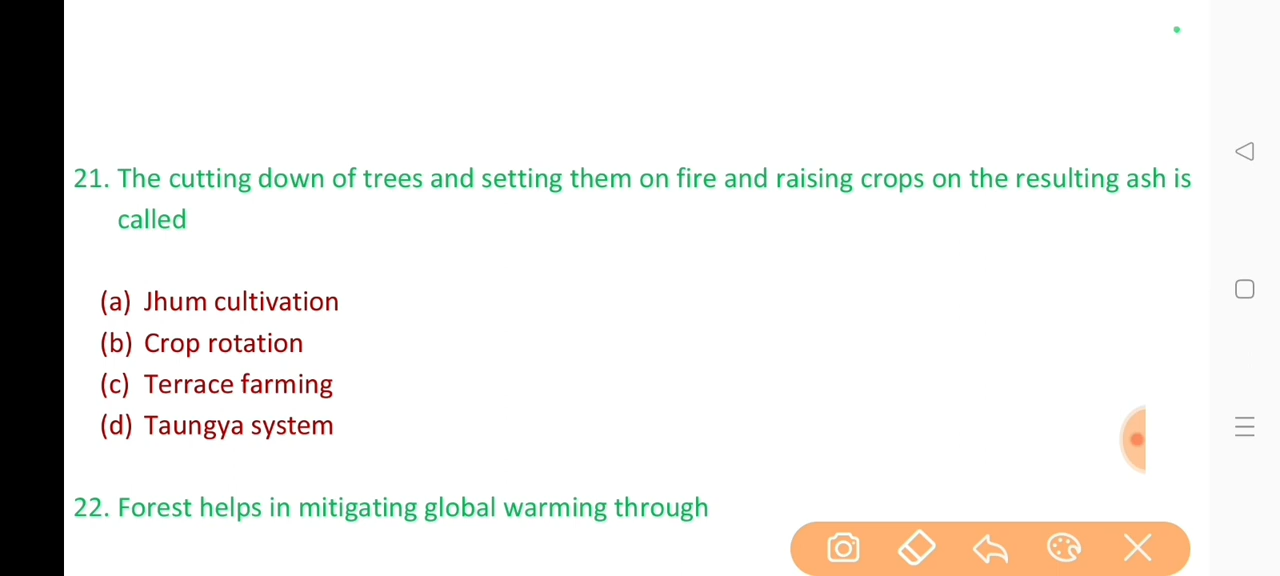 21. The cutting down of trees and setting them on fire and raising crops on the resulting ash is
called
(a) Jhum cultivation
(b) Crop rotation
(c) Terrace farming
(d) Taungya system
22. Forest helps in mitigating global warming through